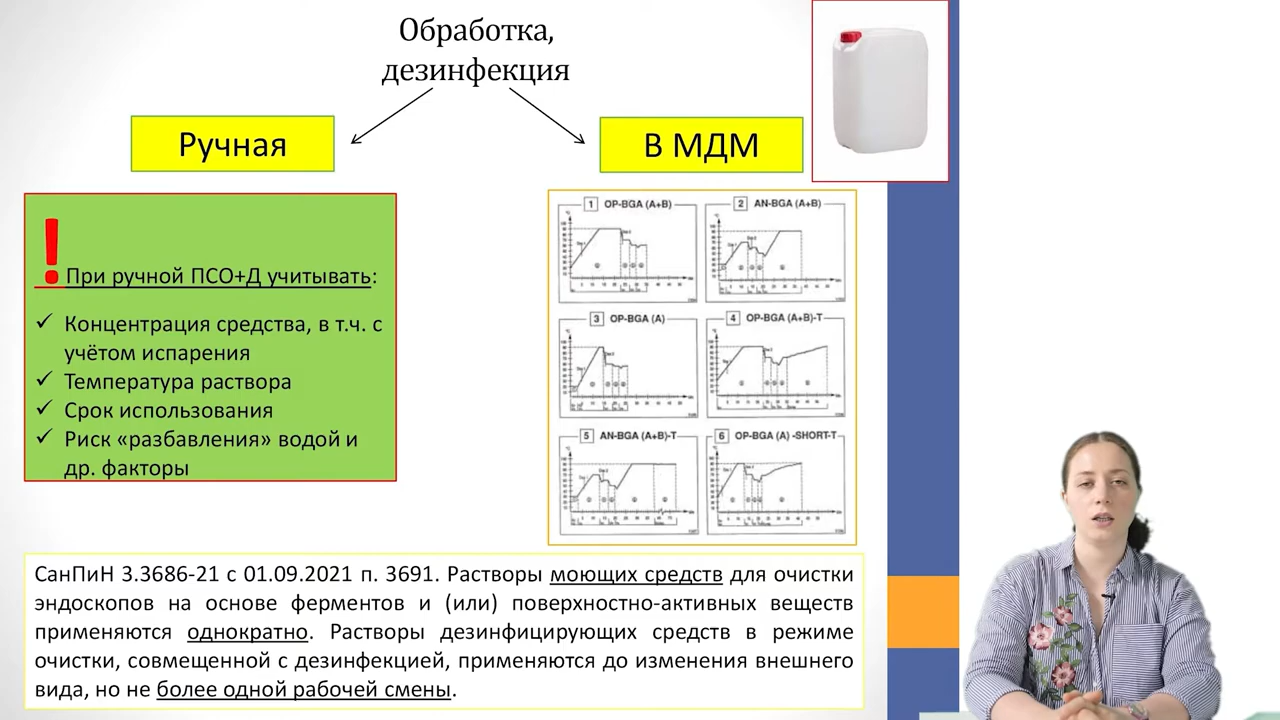 Обработка,
дезинфекция
Ручная
В МДМ
!
При ручной ПСО+Д учитывать:
✓ Концентрация средства, в т.ч. с
учётом испарения
✓ Температура раствора
✓ Срок использования
✓ Риск «разбавления» водой и
др. факторы
1 OP-BGA (A+B)
2 AN-BGA (A+B)
3 OP-BGA (A)
4 OP-BGA (A+B)-T
5 AN-BGA (A+B)-T
6 OP-BGA (A) -SHORT-T
СанПиН 3.3686-21 с 01.09.2021 п. 3691. Растворы моющих средств для очистки
эндоскопов на основе ферментов и (или) поверхностно-активных веществ
применяются однократно. Растворы дезинфицирующих средств в режиме
очистки, совмещенной с дезинфекцией, применяются до изменения внешнего
вида, но не более одной рабочей смены.